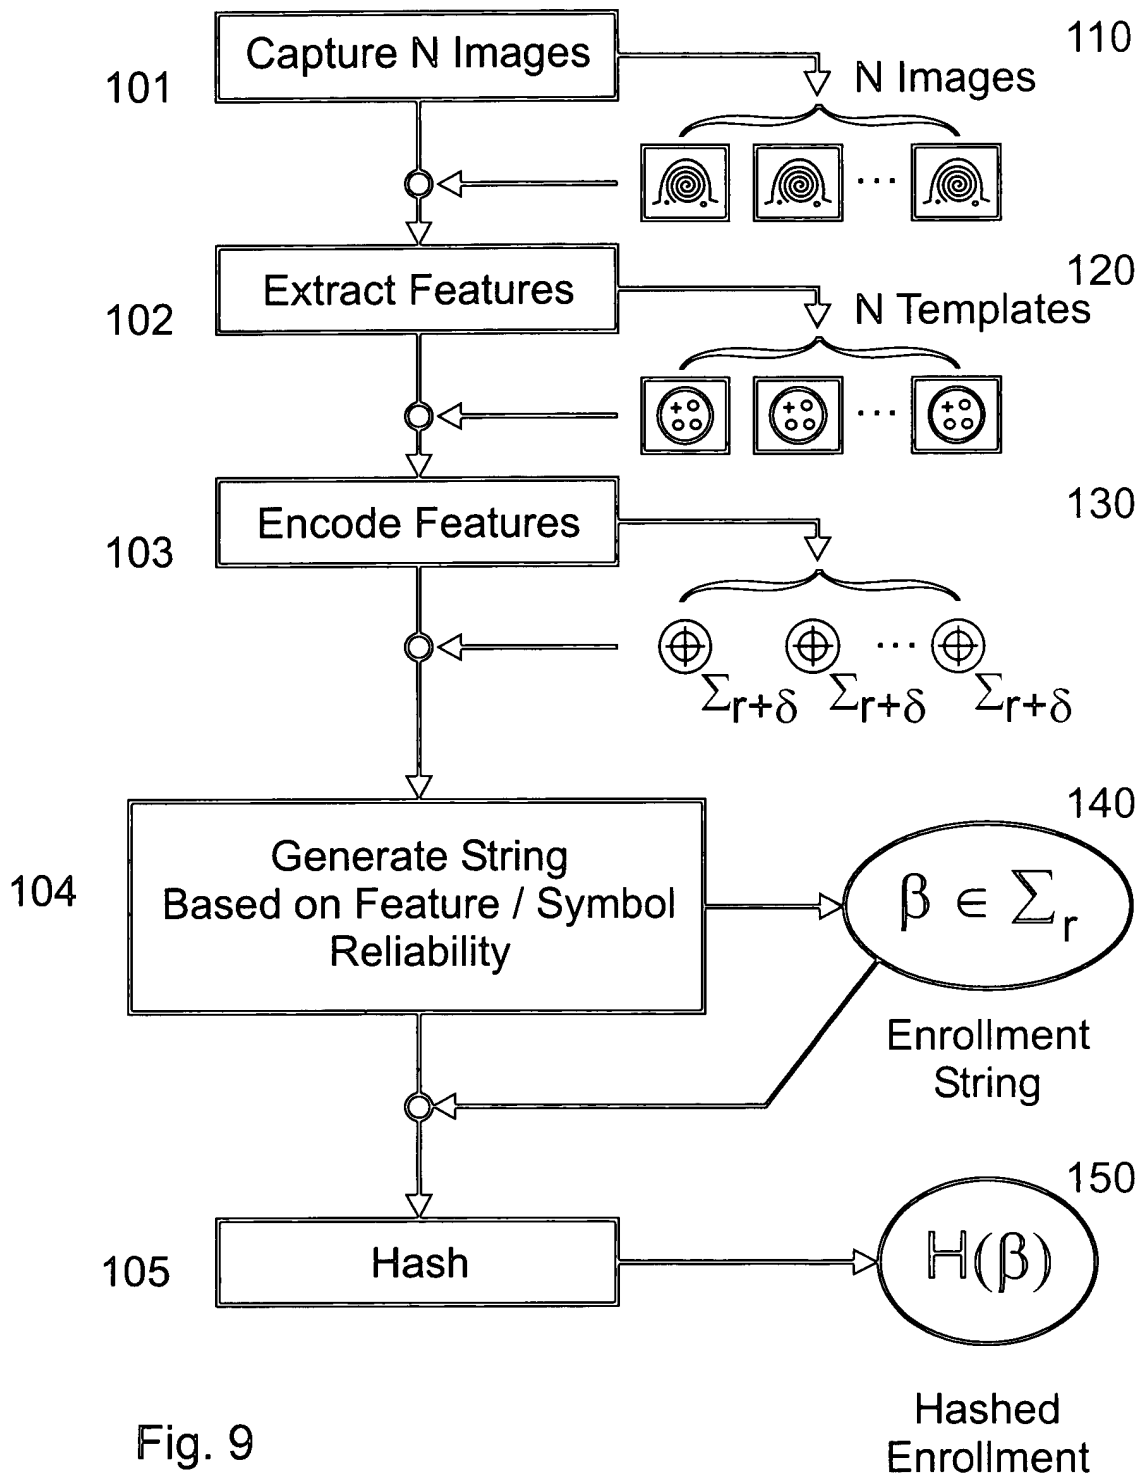 Capture N Images
110
101
N Images
...
Extract Features
120
102
N Templates
...
Encode Features
130
103
...
Σr+δ Σr+δ Σr+δ
140
Generate String
Based on Feature / Symbol
Reliability
104
β ∈ Σr
Enrollment
String
150
Hash
105
H(β)
Hashed
Enrollment
Fig. 9